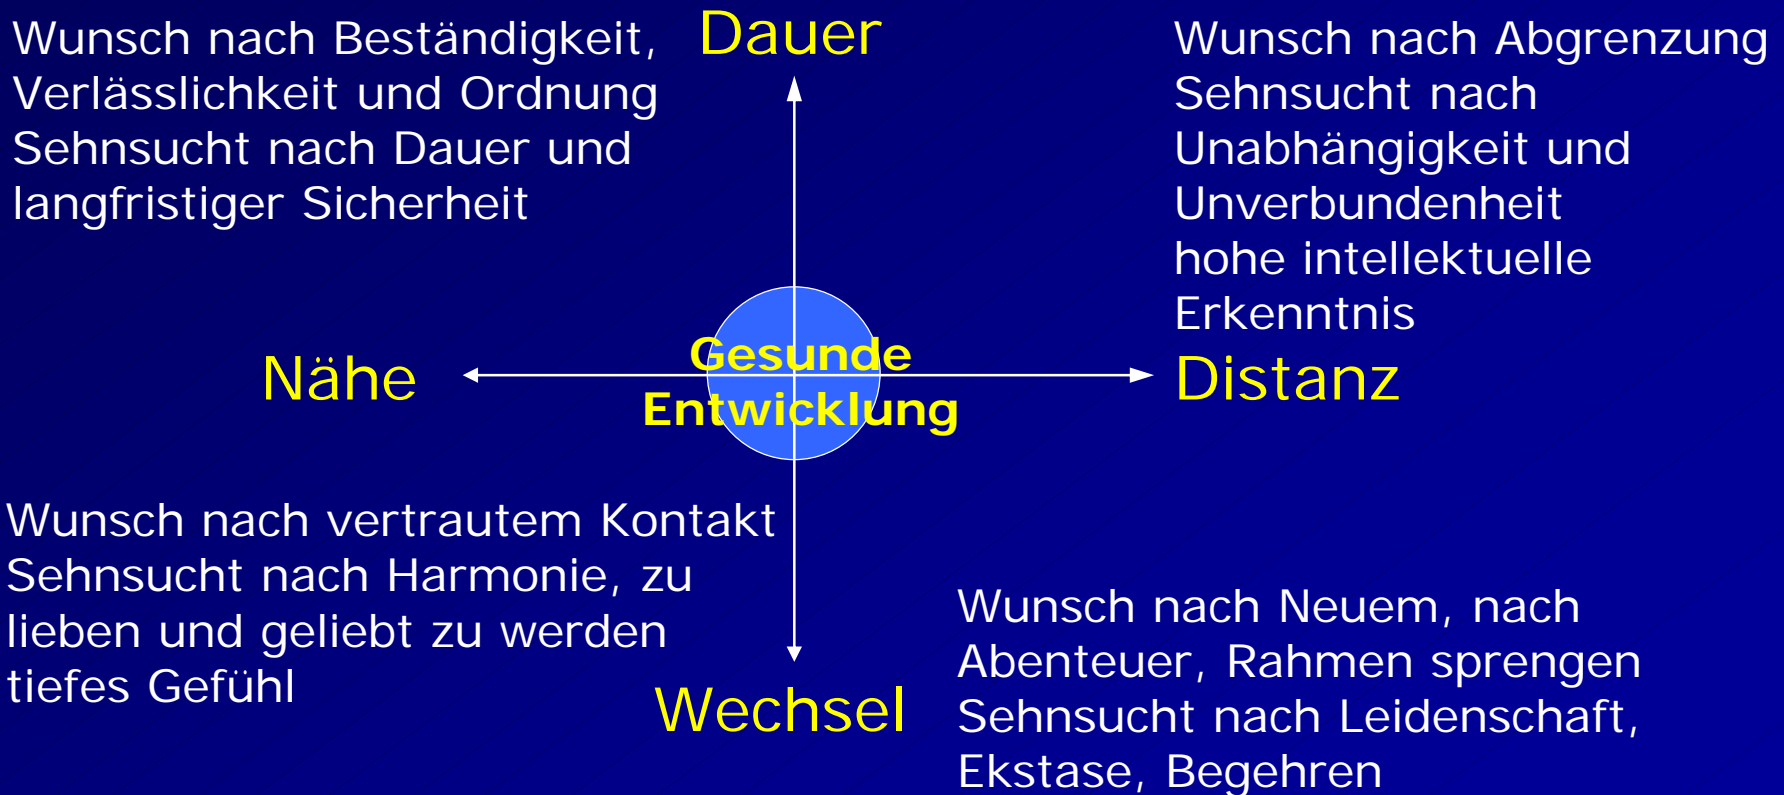 Dauer
Wunsch nach Beständigkeit,
Verlässlichkeit und Ordnung
Sehnsucht nach Dauer und
langfristiger Sicherheit
Wunsch nach Abgrenzung
Sehnsucht nach
Unabhängigkeit und
Unverbundenheit
hohe intellektuelle
Erkenntnis
Nähe
Gesunde
Entwicklung
Distanz
Wunsch nach vertrautem Kontakt
Sehnsucht nach Harmonie, zu
lieben und geliebt zu werden
tiefes Gefühl
Wechsel
Wunsch nach Neuem, nach
Abenteuer, Rahmen sprengen
Sehnsucht nach Leidenschaft,
Ekstase, Begehren